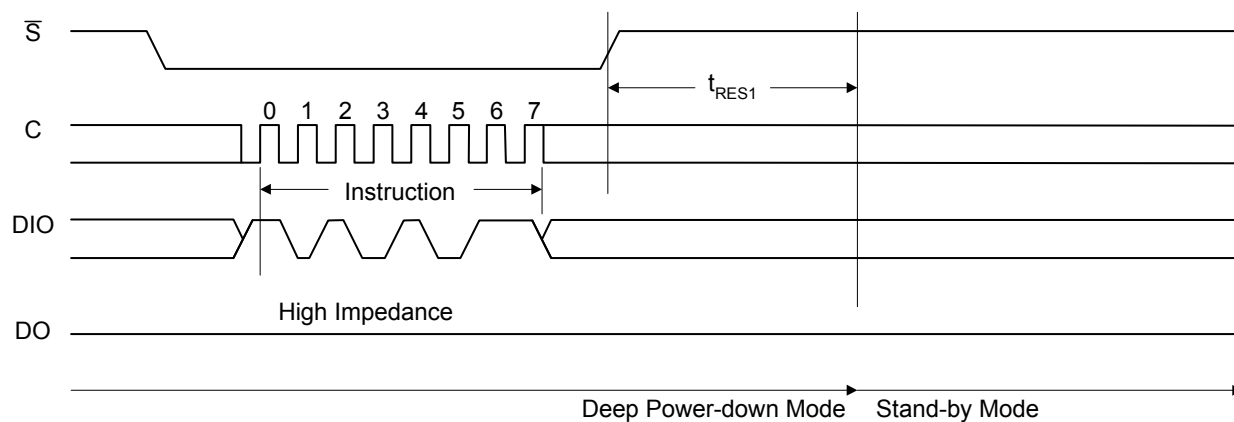 S̅
t_RES1
0 1 2 3 4 5 6 7
C
Instruction
DIO
High Impedance
DO
Deep Power-down Mode Stand-by Mode